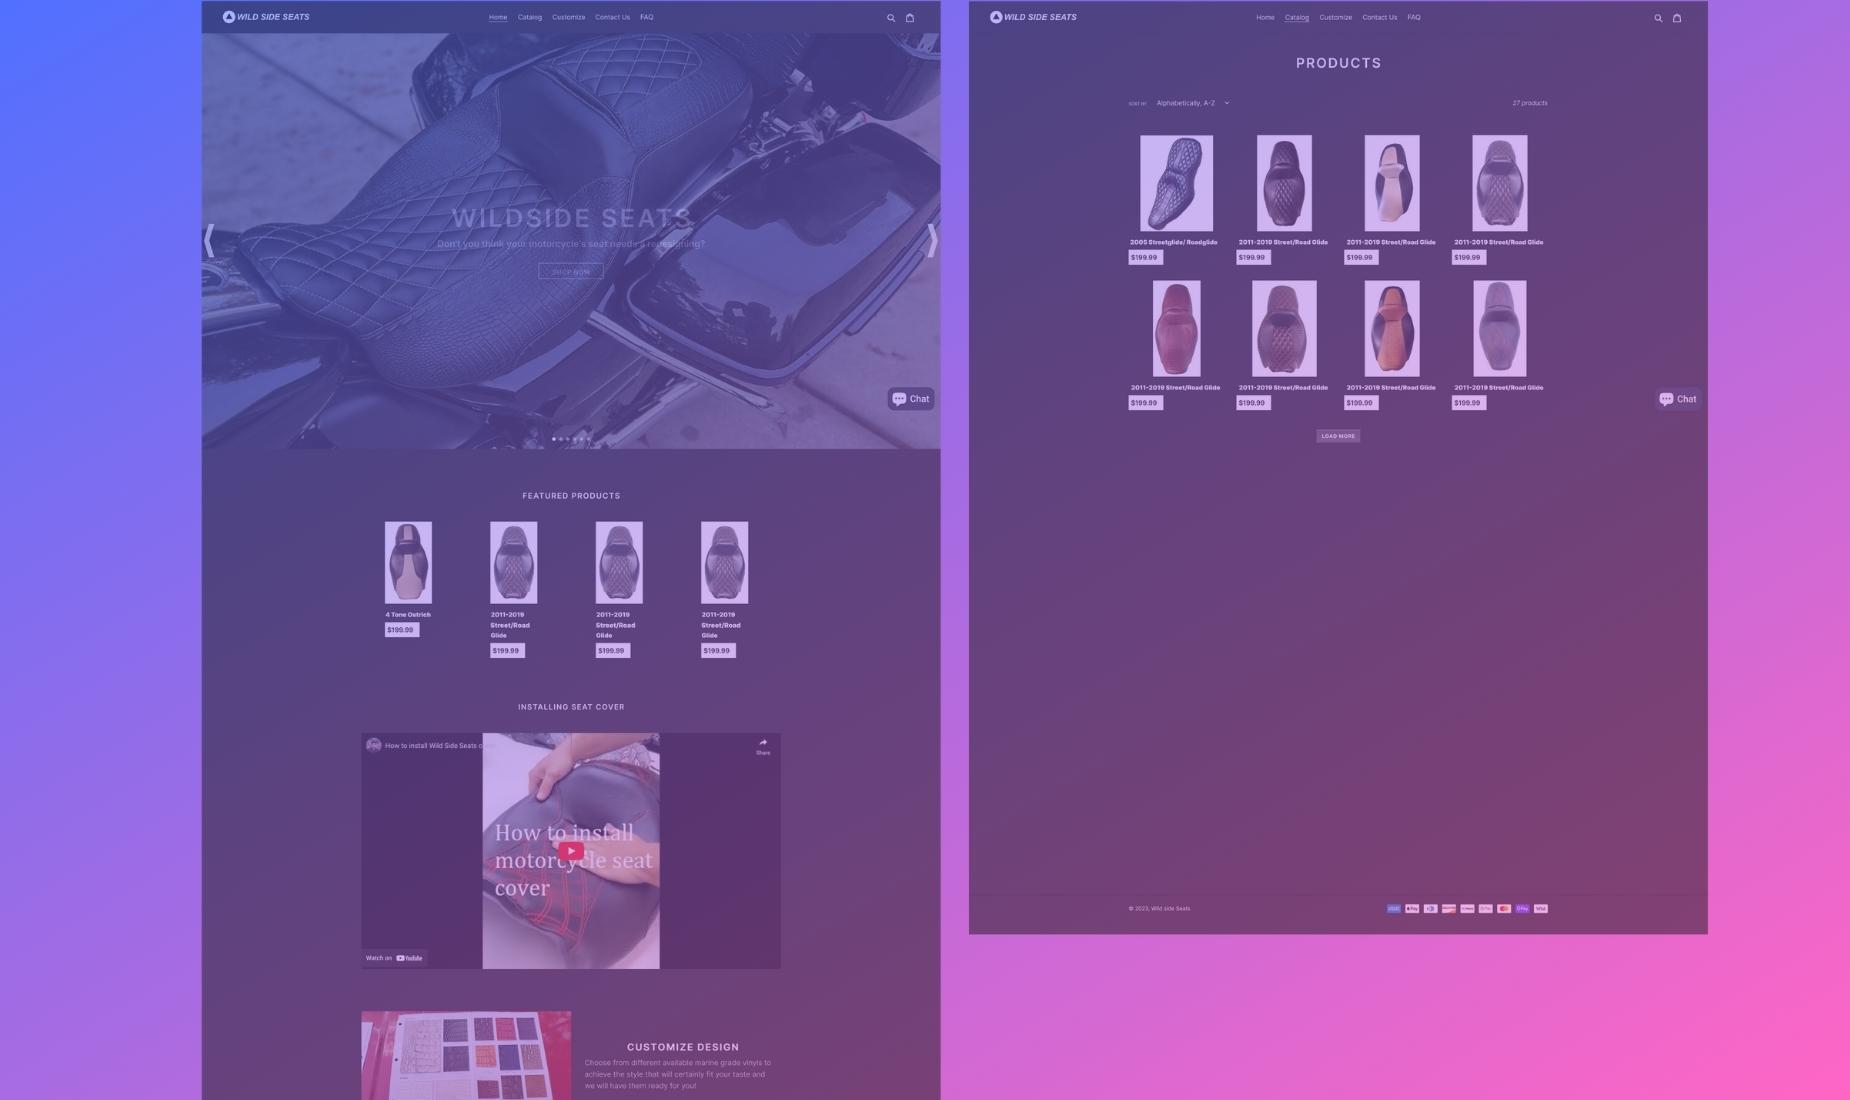 WILD SIDE SEATS
Home Catalog Customize Contact Us FAQ
WILDSIDE SEATS
Don't you think your motorcycle's seat needs a redesigning?
SHOP NOW
Chat
FEATURED PRODUCTS
4 Tone Ostrich
$199.99
2011-2019
Street/Road
Glide
$199.99
2011-2019
Street/Road
Glide
$199.99
2011-2019
Street/Road
Glide
$199.99
INSTALLING SEAT COVER
How to install Wild Side Seats
Share
How to install
motorcycle seat
cover
Watch on YouTube
CUSTOMIZE DESIGN
Choose from different available marine grade vinyls to
achieve the style that will certainly fit your taste and
we will have them ready for you!
WILD SIDE SEATS
Home Catalog Customize Contact Us FAQ
PRODUCTS
SORT BY Alphabetically, A-Z
27 products
2005 Streetglide/ Roadglide
$199.99
2011-2019 Street/Road Glide
$199.99
2011-2019 Street/Road Glide
$199.99
2011-2019 Street/Road Glide
$199.99
2011-2019 Street/Road Glide
$199.99
2011-2019 Street/Road Glide
$199.99
2011-2019 Street/Road Glide
$199.99
2011-2019 Street/Road Glide
$199.99
Chat
LOAD MORE
© 2023, Wild side Seats